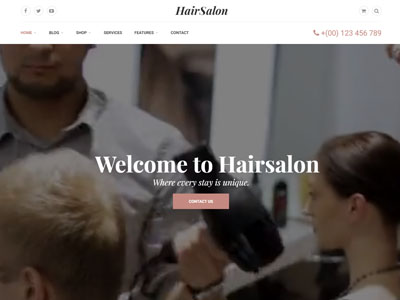 HairSalon
HOME BLOG SHOP SERVICES FEATURES CONTACT +(00) 123 456 789
Welcome to Hairsalon
Where every stay is unique.
CONTACT US